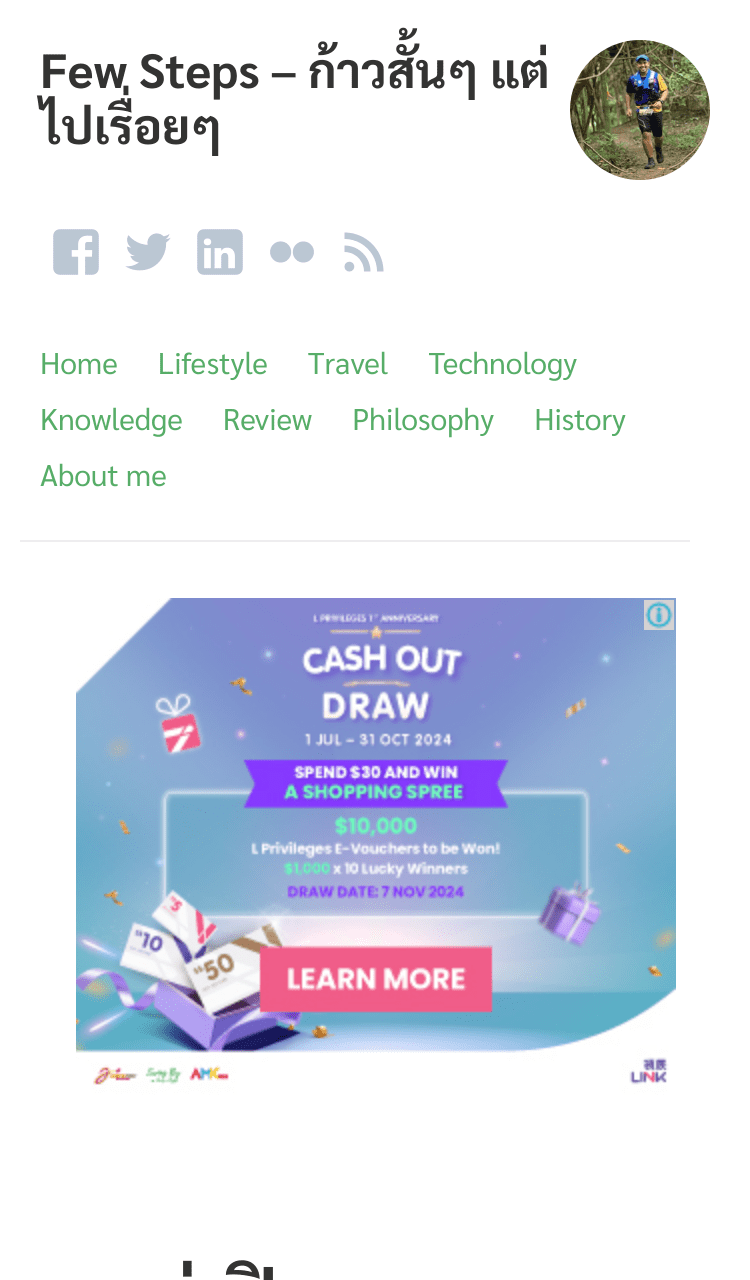 Few Steps – ก้าวสั้นๆ แต่
ไปเรื่อยๆ
Home Lifestyle Travel Technology
Knowledge Review Philosophy History
About me
L PRIVILEGES 1ST ANNIVERSARY
CASH OUT
DRAW
1 JUL – 31 OCT 2024
SPEND $30 AND WIN
A SHOPPING SPREE
$10,000
L Privileges E-Vouchers to be Won!
$1,000 x 10 Lucky Winners
DRAW DATE: 7 NOV 2024
$5
$10
$50
LEARN MORE
AMK
LINK